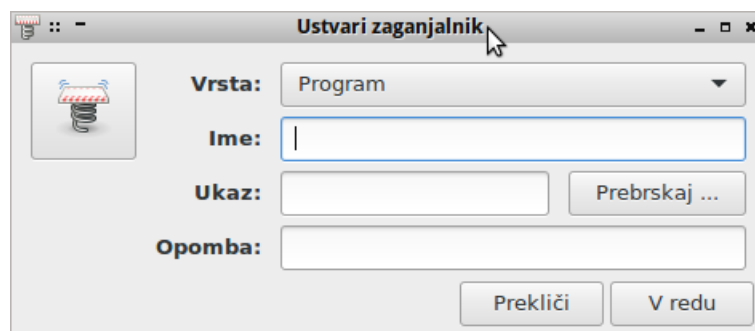 Ustvari zaganjalnik
Vrsta: Program
Ime:
Ukaz: Prebrskaj ...
Opomba:
Prekliči V redu